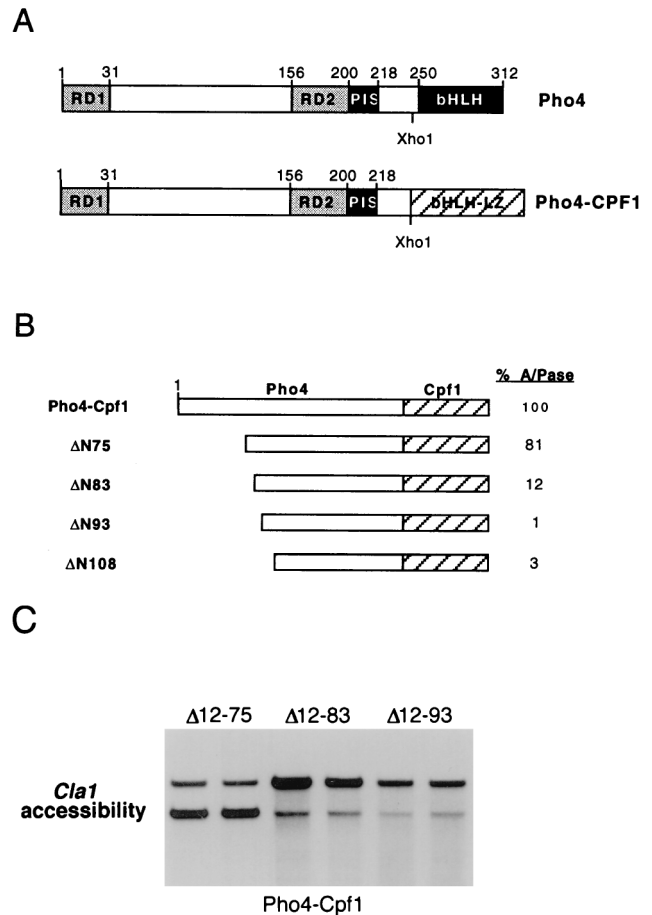 A
1 31 156 200 218 250 312
RD1 RD2 PIS bHLH Pho4
Xho1
1 31 156 200 218
RD1 RD2 PIS bHLH-LZ Pho4-CPF1
Xho1
B
% A/Pase
1 Pho4 Cpf1
Pho4-Cpf1 100
ΔN75 81
ΔN83 12
ΔN93 1
ΔN108 3
C
Δ12-75 Δ12-83 Δ12-93
Cla1
accessibility
Pho4-Cpf1